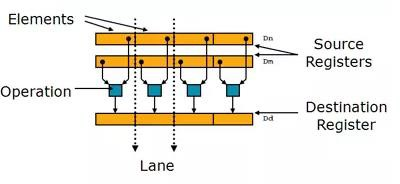 Elements
Dn
Source
Registers
Dm
Operation
Destination
Register
Dd
Lane